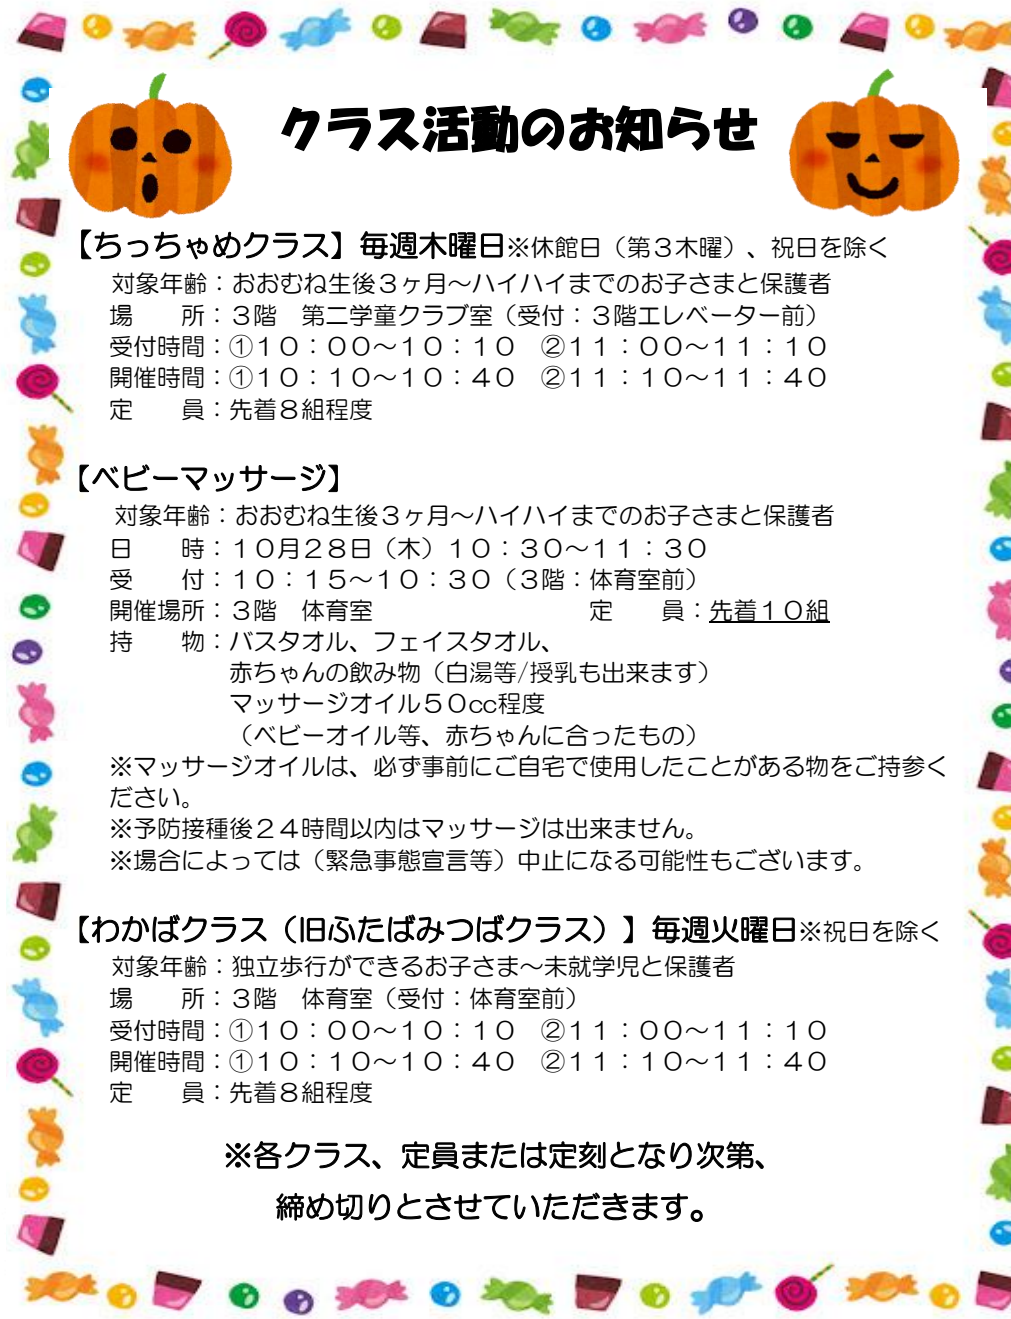 クラス活動のお知らせ
【ちっちゃめクラス】毎週木曜日※休館日（第３木曜）、祝日を除く
対象年齢：おおむね生後３ヶ月～ハイハイまでのお子さまと保護者
場　　所：３階　第二学童クラブ室（受付：３階エレベーター前）
受付時間：①１０：００～１０：１０　②１１：００～１１：１０
開催時間：①１０：１０～１０：４０　②１１：１０～１１：４０
定　　員：先着８組程度
【ベビーマッサージ】
対象年齢：おおむね生後３ヶ月～ハイハイまでのお子さまと保護者
日　　時：１０月２８日（木）１０：３０～１１：３０
受　　付：１０：１５～１０：３０（３階：体育室前）
開催場所：３階　体育室　　　　　　　　　定　　員：先着１０組
持　　物：バスタオル、フェイスタオル、
赤ちゃんの飲み物（白湯等/授乳も出来ます）
マッサージオイル５０cc程度
（ベビーオイル等、赤ちゃんに合ったもの）
※マッサージオイルは、必ず事前にご自宅で使用したことがある物をご持参く
ださい。
※予防接種後２４時間以内はマッサージは出来ません。
※場合によっては（緊急事態宣言等）中止になる可能性もございます。
【わかばクラス（旧ふたばみつばクラス）】毎週火曜日※祝日を除く
対象年齢：独立歩行ができるお子さま～未就学児と保護者
場　　所：３階　体育室（受付：体育室前）
受付時間：①１０：００～１０：１０　②１１：００～１１：１０
開催時間：①１０：１０～１０：４０　②１１：１０～１１：４０
定　　員：先着８組程度
※各クラス、定員または定刻となり次第、
締め切りとさせていただきます。